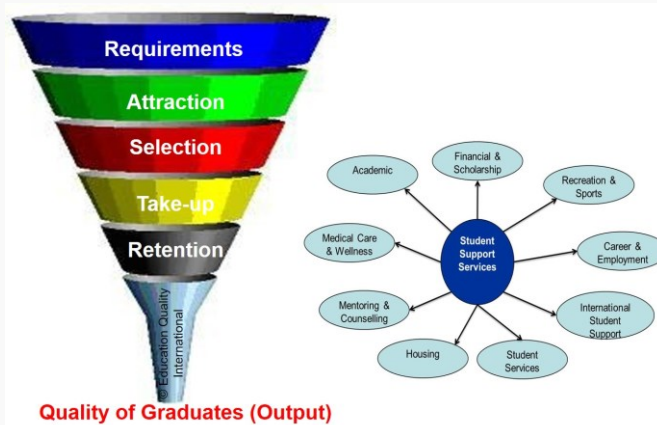 Requirements
Attraction
Selection
Take-up
Retention
© Education Quality
International
Quality of Graduates (Output)
Financial &
Scholarship
Academic
Recreation &
Sports
Student
Support
Services
Medical Care
& Wellness
Career &
Employment
Mentoring &
Counselling
International
Student
Support
Housing
Student
Services